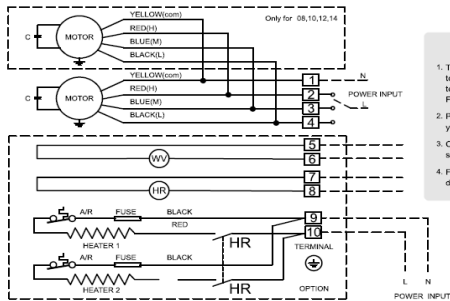 YELLOW(com)
Only for 08,10,12,14
RED(H)
C
MOTOR
BLUE(M)
BLACK(L)
YELLOW(com)
1
N
RED(H)
2
POWER INPUT
C
MOTOR
BLUE(M)
3
L
BLACK(L)
4
5
WV
6
7
HR
8
A/R
FUSE
BLACK
9
RED
10
HEATER 1
HR
TERMINAL
A/R
FUSE
BLACK
HEATER 2
HR
OPTION
L
N
POWER INPUT
1.
2.
3.
4.